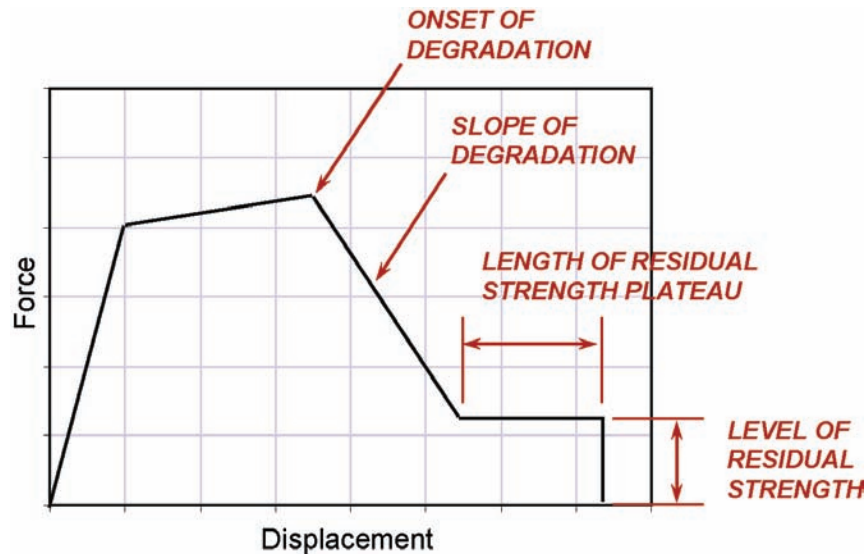 ONSET OF
DEGRADATION
SLOPE OF
DEGRADATION
LENGTH OF RESIDUAL
STRENGTH PLATEAU
LEVEL OF
RESIDUAL
STRENGTH
Force
Displacement